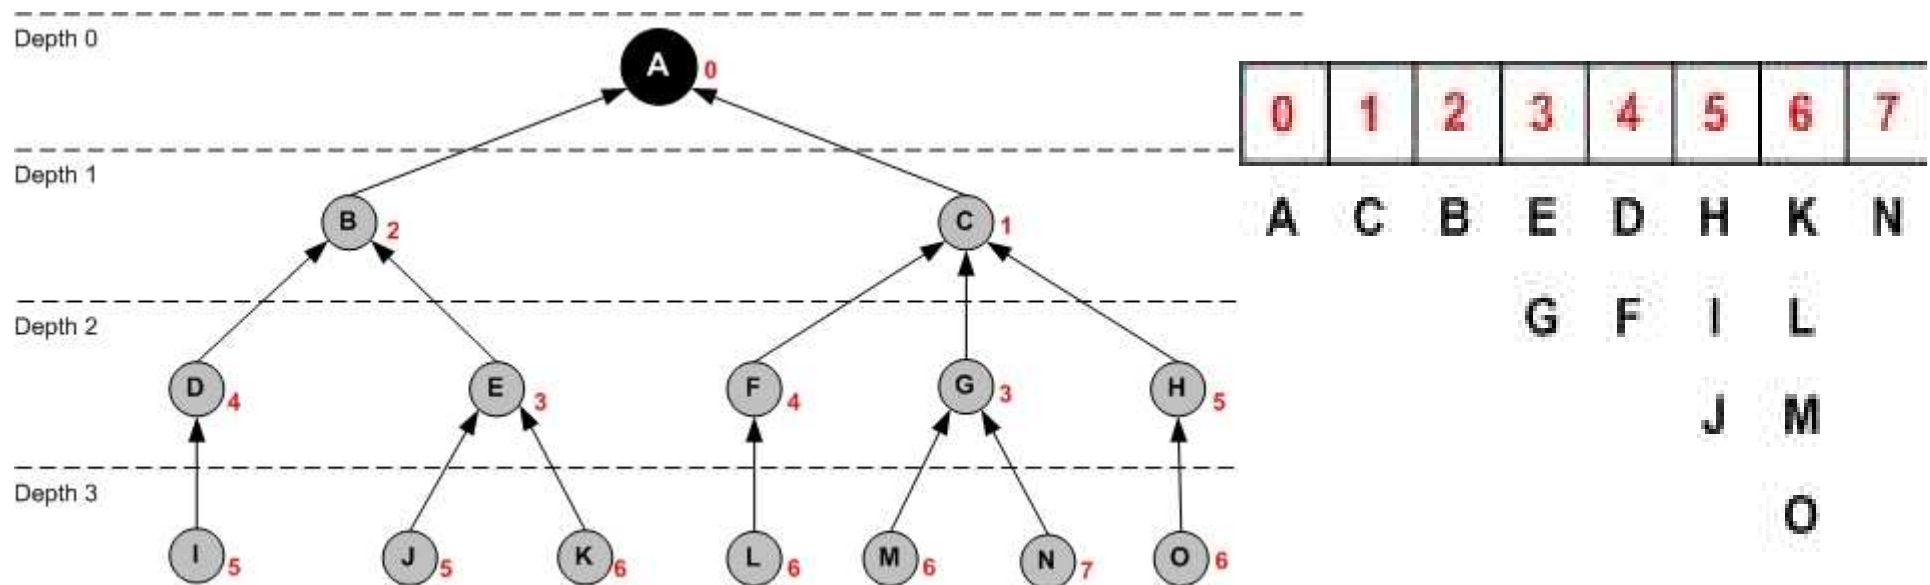 Depth 0
A 0
Depth 1
B 2 C 1
Depth 2
D 4 E 3 F 4 G 3 H 5
Depth 3
I 5 J 5 K 6 L 6 M 6 N 7 O 6
0 1 2 3 4 5 6 7
A C B E D H K N
G F I L
J M
O